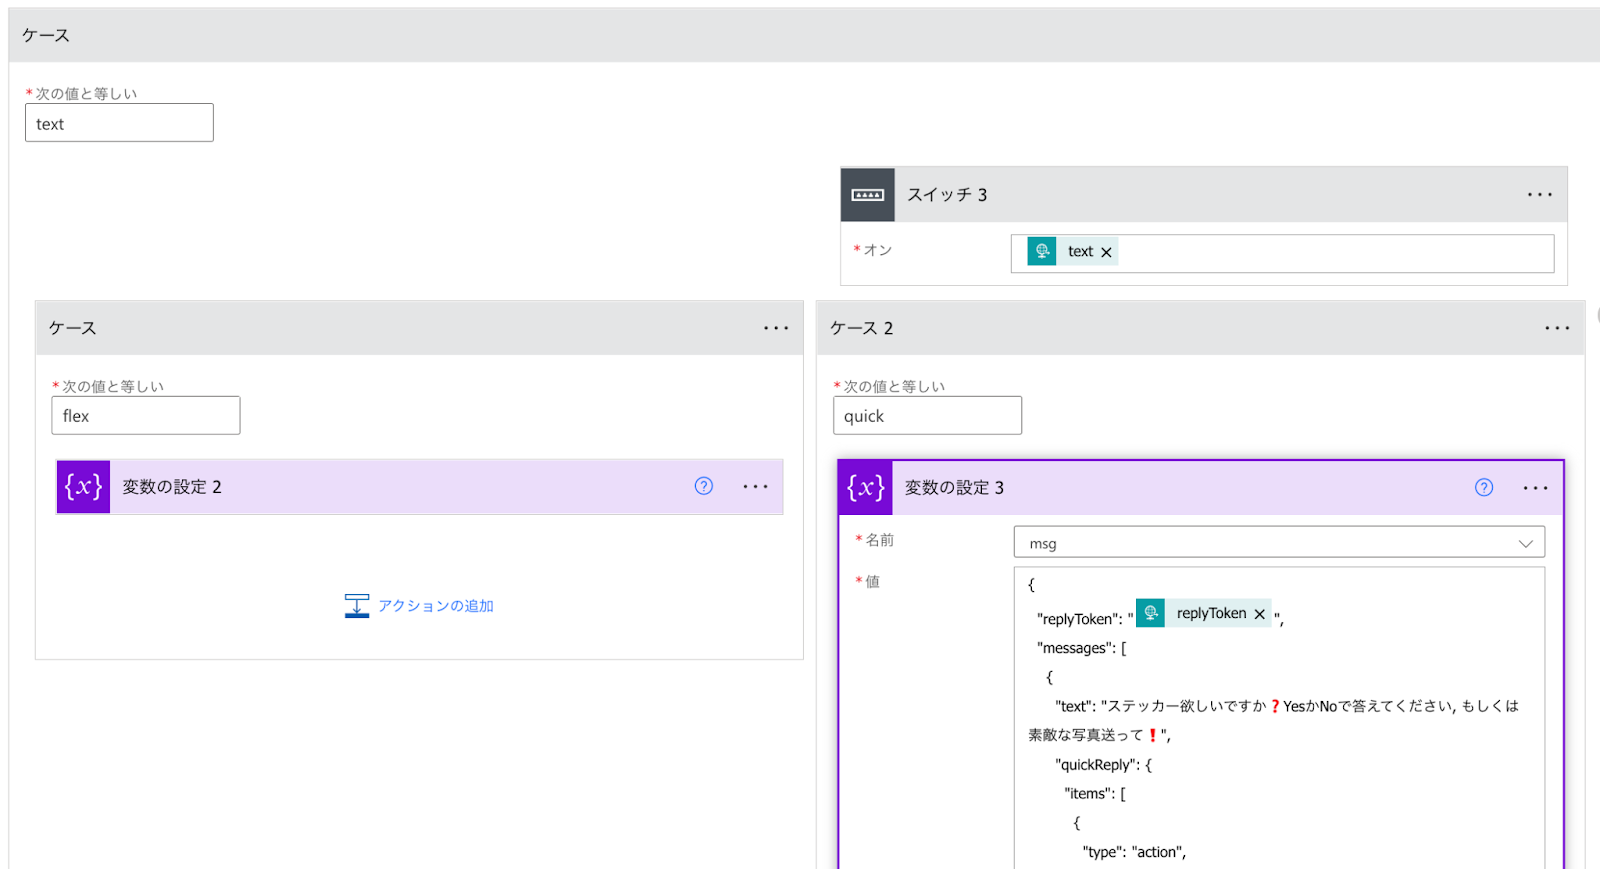 ケース
*次の値と等しい
text
スイッチ 3
*オン
text ×
ケース
*次の値と等しい
flex
{x} 変数の設定 2
アクションの追加
ケース 2
*次の値と等しい
quick
{x} 変数の設定 3
*名前
msg
*値
{
"replyToken": " replyToken × ",
"messages": [
{
"text": "ステッカー欲しいですか❓YesかNoで答えてください, もしくは
素敵な写真送って❗",
"quickReply": {
"items": [
{
"type": "action",